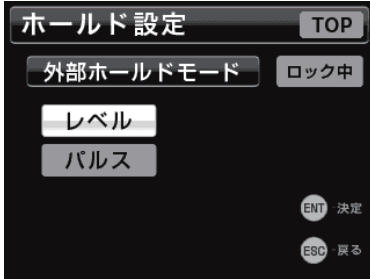 ホールド設定 TOP
外部ホールドモード ロック中
レベル
パルス
ENT - 決定
ESC - 戻る